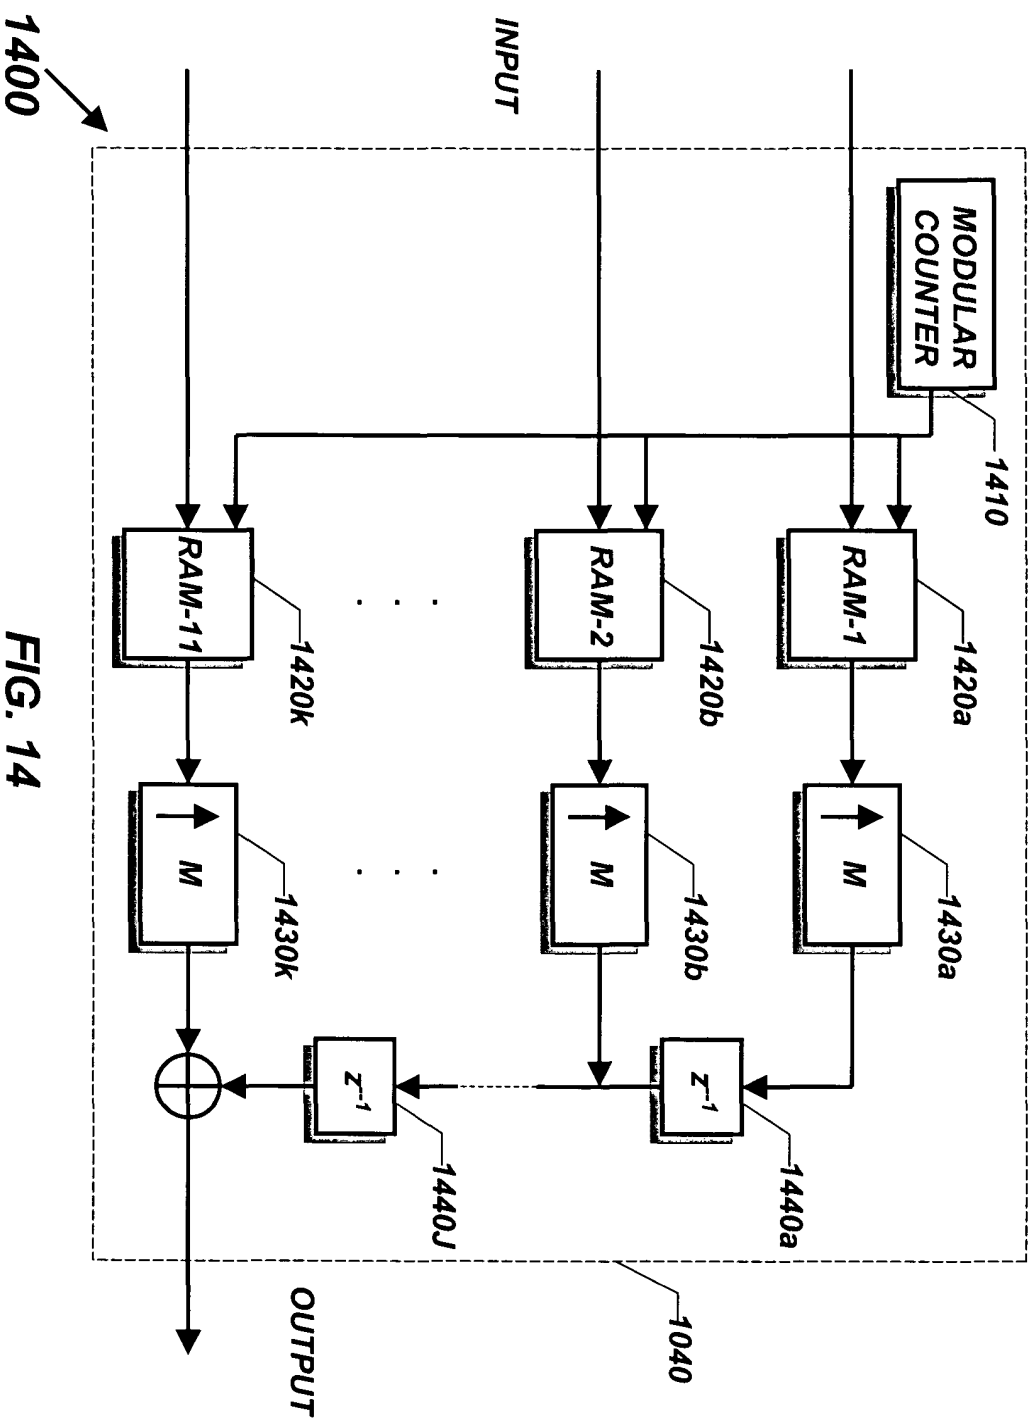 MODULAR
COUNTER
1410
1420a
1430a
RAM-1
↑ M
1440a
z⁻¹
1420b
1430b
1040
RAM-2
↑ M
INPUT
. . .
. . .
1440J
z⁻¹
OUTPUT
1420k
1430k
RAM-11
↑ M
1400
FIG. 14